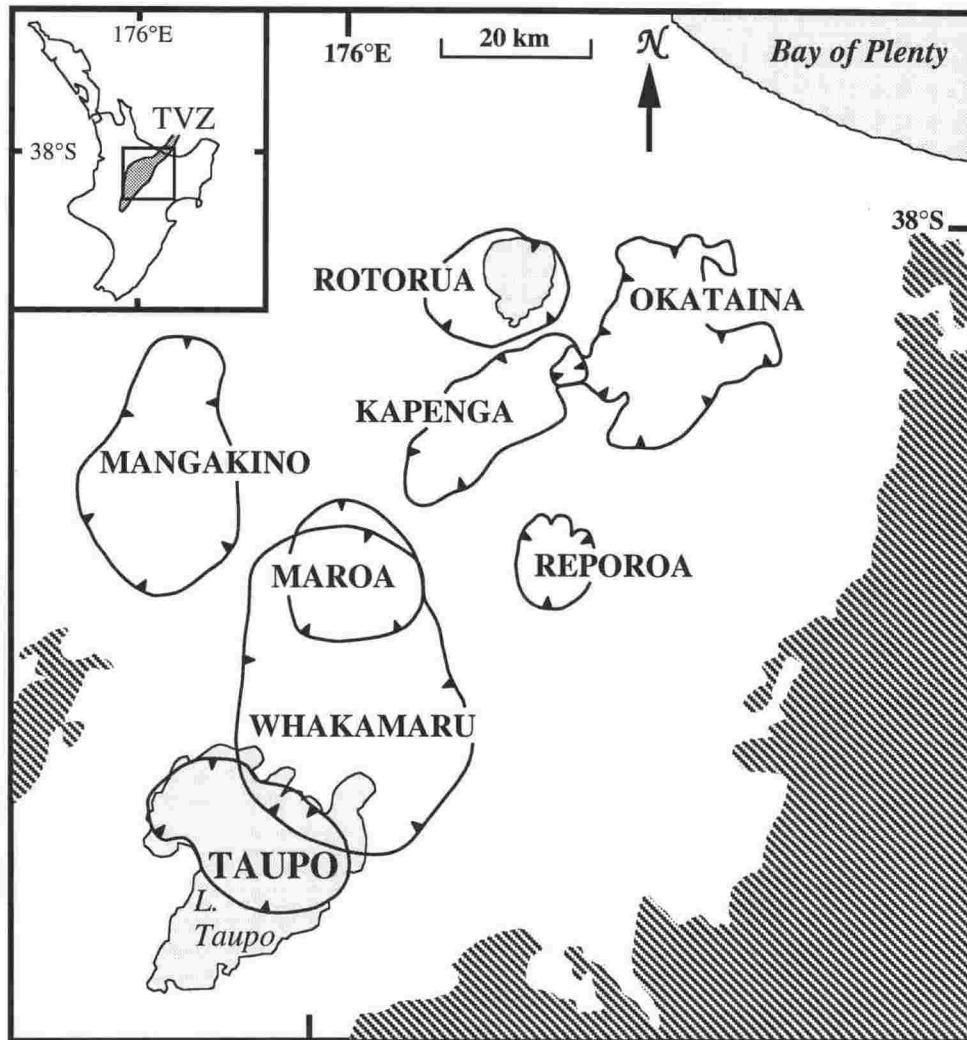 176°E
TVZ
38°S
176°E
20 km
N
Bay of Plenty
38°S
ROTORUA
OKATAINA
KAPENGA
MANGAKINO
MAROA
REPOROA
WHAKAMARU
TAUPO
L.
Taupo